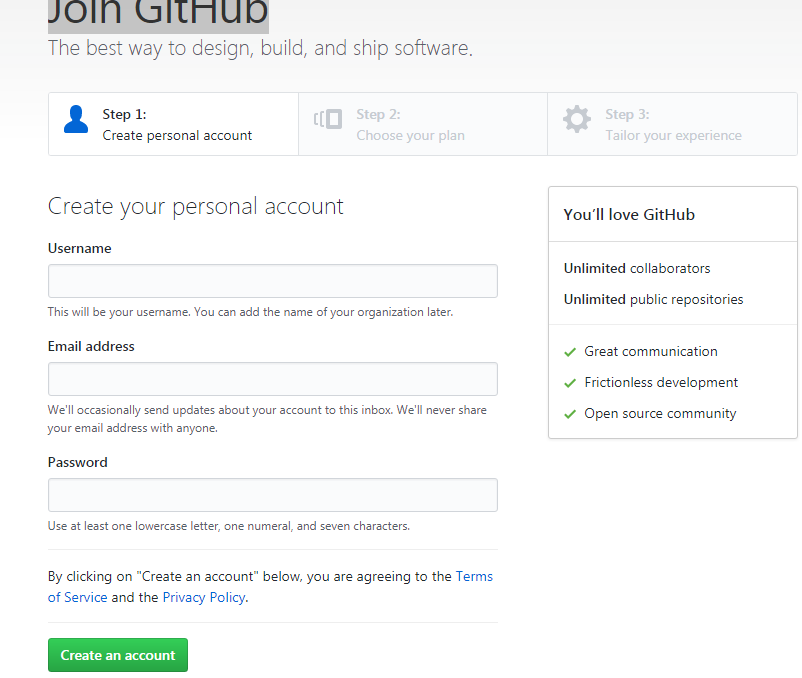 Join GitHub
The best way to design, build, and ship software.
Step 1:
Create personal account
Step 2:
Choose your plan
Step 3:
Tailor your experience
Create your personal account
Username
This will be your username. You can add the name of your organization later.
Email address
We'll occasionally send updates about your account to this inbox. We'll never share
your email address with anyone.
Password
Use at least one lowercase letter, one numeral, and seven characters.
By clicking on "Create an account" below, you are agreeing to the Terms
of Service and the Privacy Policy.
Create an account
You’ll love GitHub
Unlimited collaborators
Unlimited public repositories
Great communication
Frictionless development
Open source community